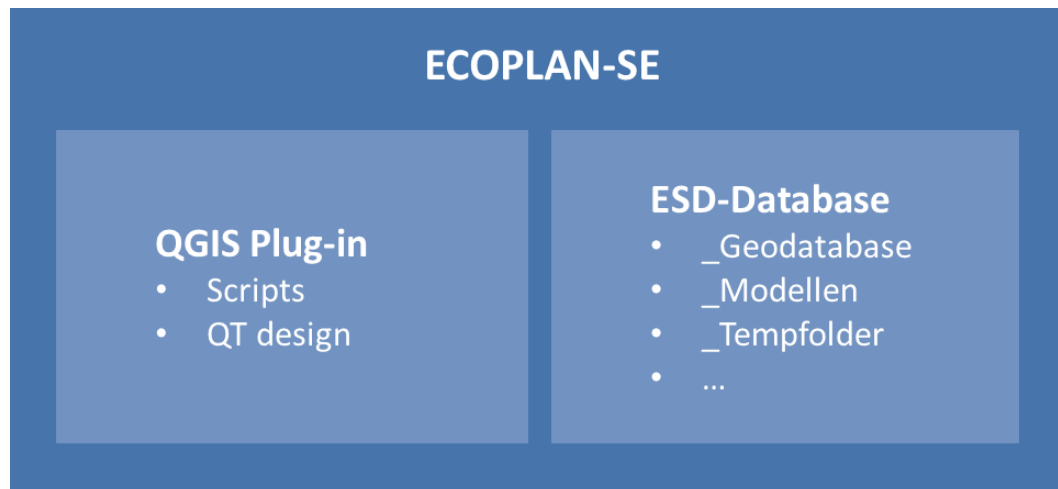 ECOPLAN-SE
QGIS Plug-in
• Scripts
• QT design
ESD-Database
• _Geodatabase
• _Modellen
• _Tempfolder
• ...